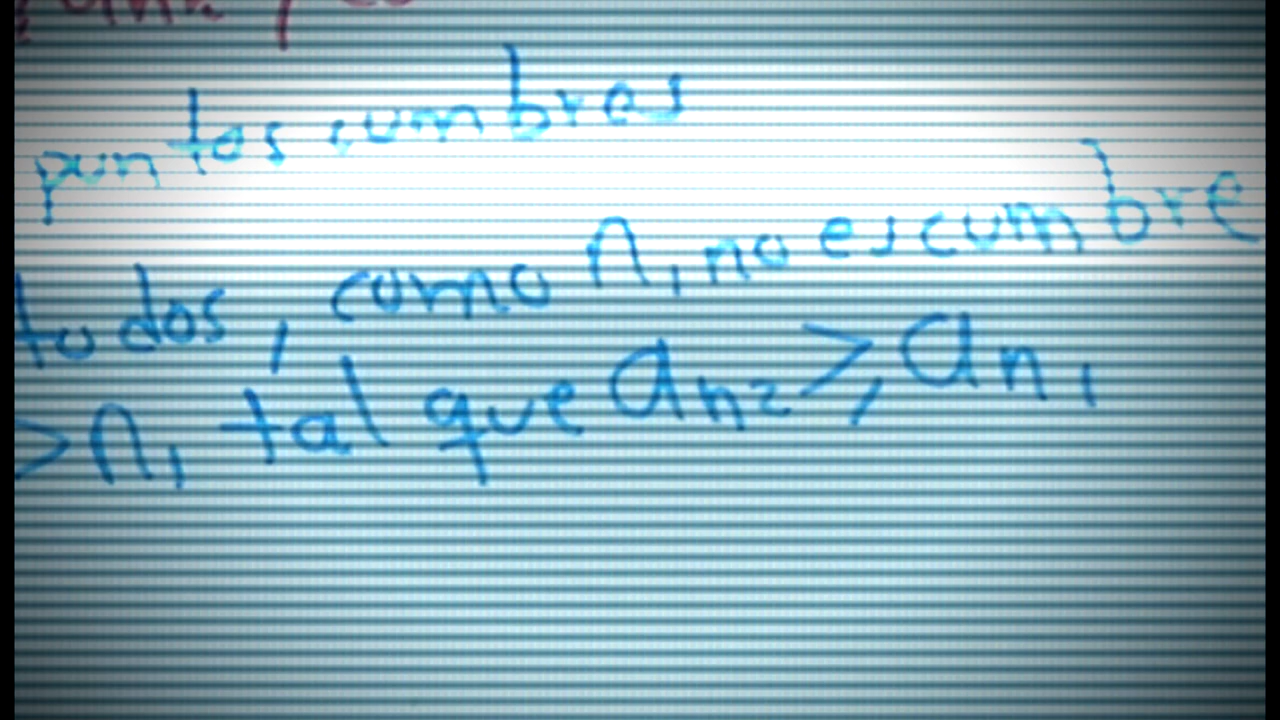 puntos cumbres
todos, como n₁ no es cumbre
>n₁ tal que aₙ₂ ≥ aₙ₁